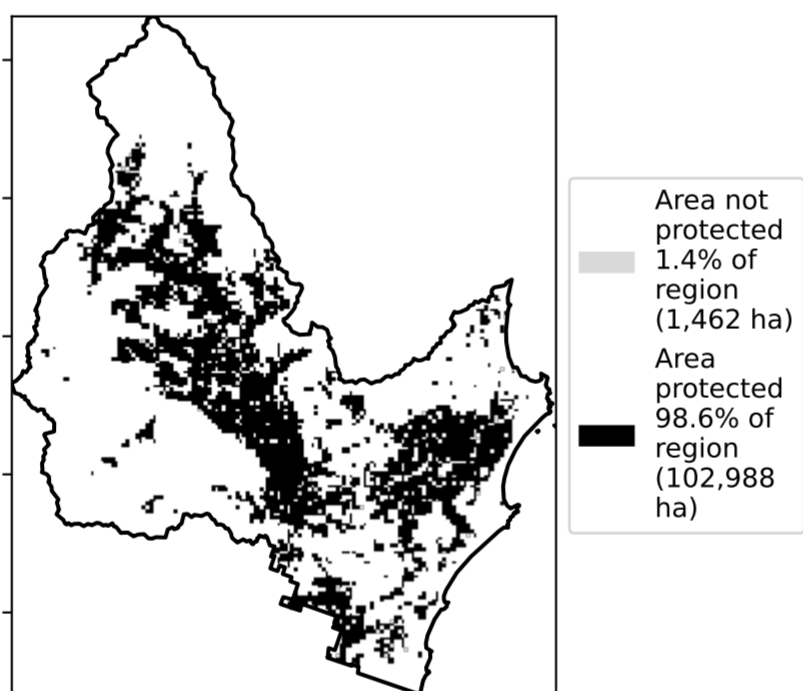 Area not
protected
1.4% of
region
(1,462 ha)
Area
protected
98.6% of
region
(102,988
ha)